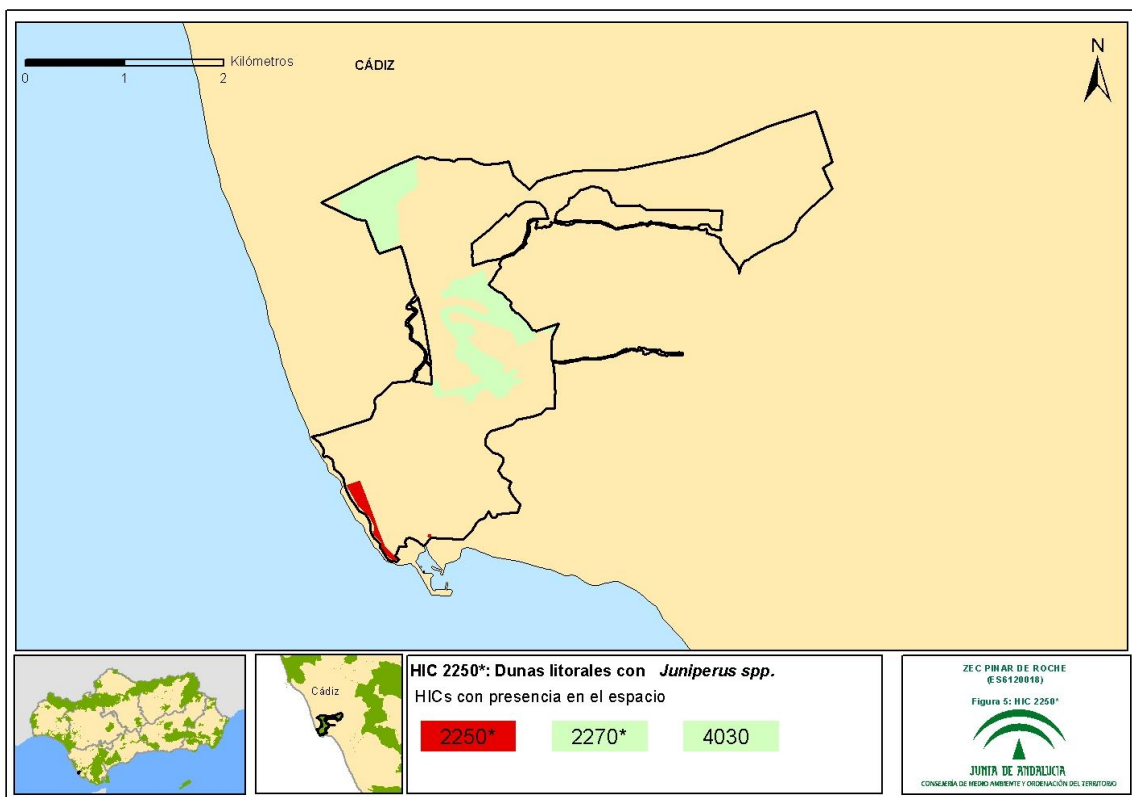 Kilómetros
0 1 2
CÁDIZ
N
Cádiz
HIC 2250*: Dunas litorales con Juniperus spp.
HICs con presencia en el espacio
2250* 2270* 4030
ZEC PINAR DE ROCHE
(ES6120018)
Figura 5: HIC 2250*
JUNTA DE ANDALUCIA
CONSEJERÍA DE MEDIO AMBIENTE Y ORDENACIÓN DEL TERRITORIO